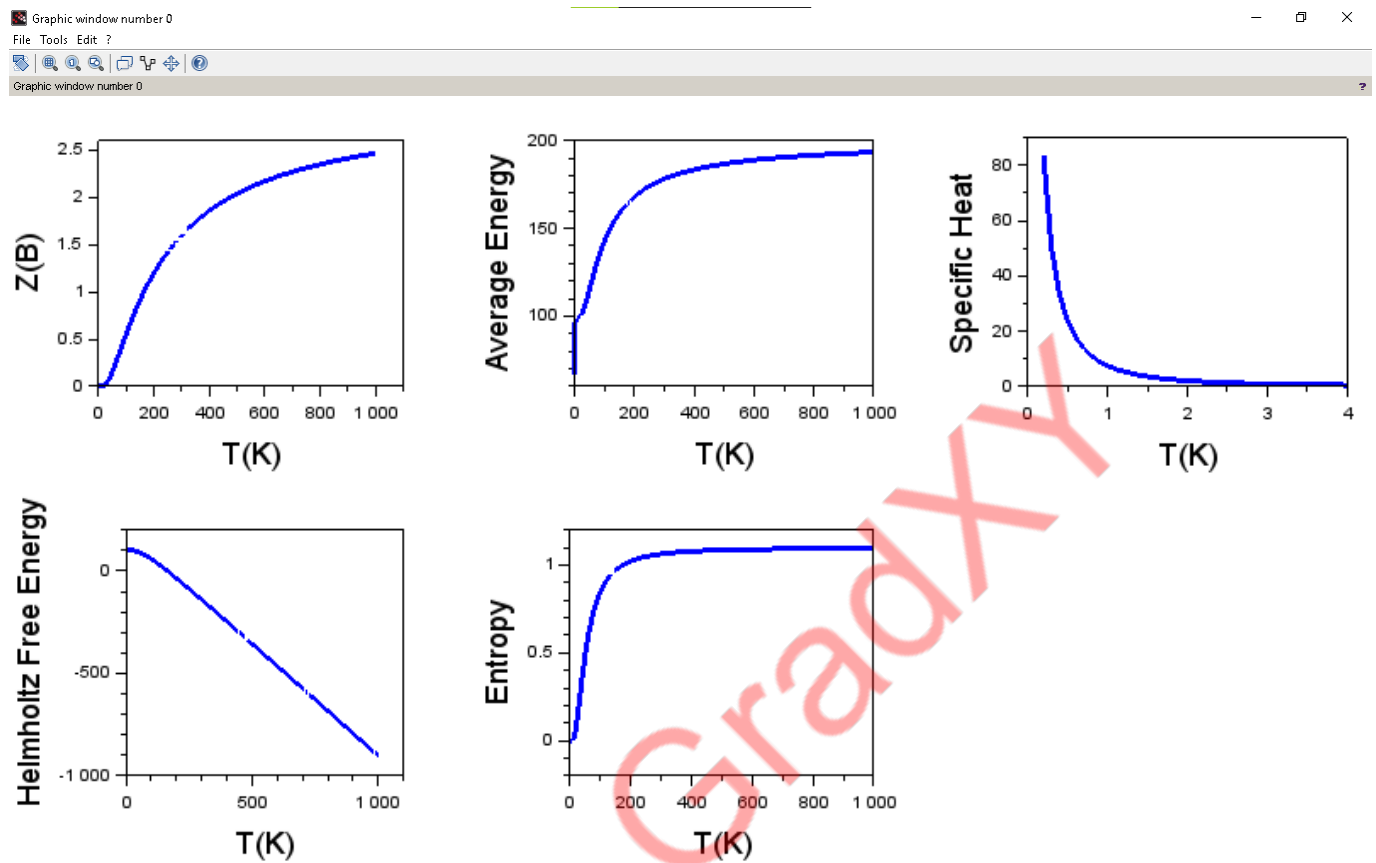 Graphic window number 0
File Tools Edit ?
Graphic window number 0 ?
Z(B)
2.5
2
1.5
1
0.5
0
0 200 400 600 800 1 000
T(K)
Average Energy
200
150
100
0 200 400 600 800 1 000
T(K)
Specific Heat
80
60
40
20
0
0 1 2 3 4
T(K)
Helmholtz Free Energy
0
-500
-1 000
0 500 1 000
T(K)
Entropy
1
0.5
0
0 200 400 600 800 1 000
T(K)
GradXY